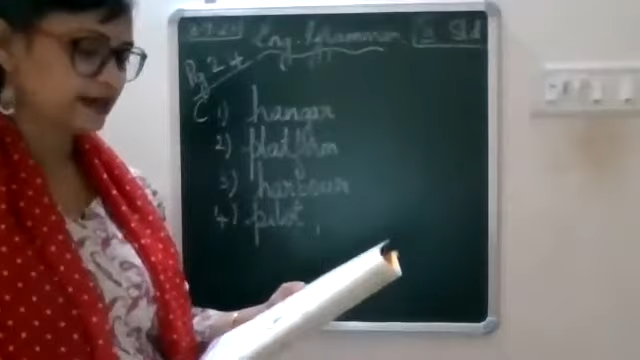 Eng. Grammar
Pg 2
C 1) hangar
2) platform
3) harbour
4) pilot